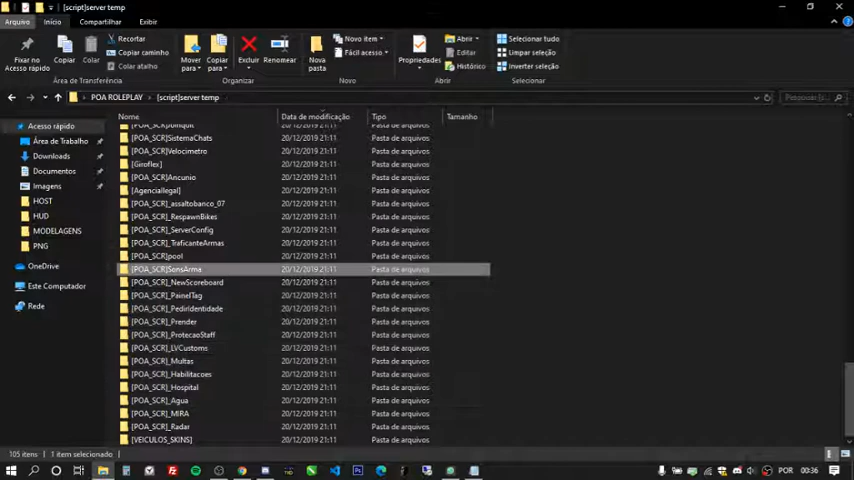 [script]server temp
Arquivo Início Compartilhar Exibir
Fixar no Acesso rápido
Copiar
Colar
Recortar
Copiar caminho
Colar atalho
Mover para
Copiar para
Excluir
Renomear
Nova pasta
Novo item
Fácil acesso
Propriedades
Abrir
Editar
Histórico
Selecionar tudo
Limpar seleção
Inverter seleção
Área de Transferência Organizar Novo Abrir Selecionar
POA ROLEPLAY > [script]server temp
Pesquisar
Nome Data de modificação Tipo Tamanho
Acesso rápido
Área de Trabalho
Downloads
Documentos
Imagens
HOST
HUD
MODELAGENS
PNG
OneDrive
Este Computador
Rede
20/12/2019 21:11 Pasta de arquivos
[POA_SCR]SistemaChats 20/12/2019 21:11 Pasta de arquivos
[POA_SCR]Velocimetro 20/12/2019 21:11 Pasta de arquivos
[Giroflex] 20/12/2019 21:11 Pasta de arquivos
[POA_SCR]Ancunio 20/12/2019 21:11 Pasta de arquivos
[AgenciaIlegal] 20/12/2019 21:11 Pasta de arquivos
[POA_SCR]_assaltobanco_07 20/12/2019 21:11 Pasta de arquivos
[POA_SCR]_RespawnBikes 20/12/2019 21:11 Pasta de arquivos
[POA_SCR]_ServerConfig 20/12/2019 21:11 Pasta de arquivos
[POA_SCR]_TraficanteArmas 20/12/2019 21:11 Pasta de arquivos
[POA_SCR]pool 20/12/2019 21:11 Pasta de arquivos
[POA_SCR]SonsArma 20/12/2019 21:11 Pasta de arquivos
[POA_SCR]_NewScoreboard 20/12/2019 21:11 Pasta de arquivos
[POA_SCR]_PainelTag 20/12/2019 21:11 Pasta de arquivos
[POA_SCR]_PedirIdentidade 20/12/2019 21:11 Pasta de arquivos
[POA_SCR]_Prender 20/12/2019 21:11 Pasta de arquivos
[POA_SCR]_ProtecaoStaff 20/12/2019 21:11 Pasta de arquivos
[POA_SCR]_LVCustoms 20/12/2019 21:11 Pasta de arquivos
[POA_SCR]_Multas 20/12/2019 21:11 Pasta de arquivos
[POA_SCR]_Habilitacoes 20/12/2019 21:11 Pasta de arquivos
[POA_SCR]_Hospital 20/12/2019 21:11 Pasta de arquivos
[POA_SCR]_Agua 20/12/2019 21:11 Pasta de arquivos
[POA_SCR]_MIRA 20/12/2019 21:11 Pasta de arquivos
[POA_SCR]_Radar 20/12/2019 21:11 Pasta de arquivos
[VEICULOS_SKINS] 20/12/2019 21:11 Pasta de arquivos
105 itens 1 item selecionado
POR 00:36